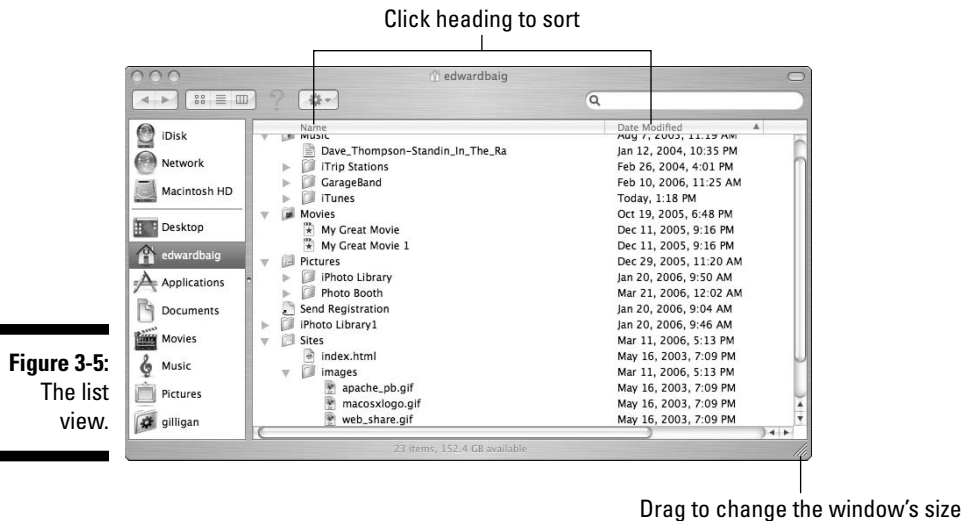 Click heading to sort
edwardbaig
Name Date Modified
iDisk
Network
Macintosh HD
Desktop
edwardbaig
Applications
Documents
Movies
Music
Pictures
gilligan
Music Aug 7, 2005, 11:19 AM
Dave_Thompson-Standin_In_The_Ra Jan 12, 2004, 10:35 PM
iTrip Stations Feb 26, 2004, 4:01 PM
GarageBand Feb 10, 2006, 11:25 AM
iTunes Today, 1:18 PM
Movies Oct 19, 2005, 6:48 PM
My Great Movie Dec 11, 2005, 9:16 PM
My Great Movie 1 Dec 11, 2005, 9:16 PM
Pictures Dec 29, 2005, 11:20 AM
iPhoto Library Jan 20, 2006, 9:50 AM
Photo Booth Mar 21, 2006, 12:02 AM
Send Registration Jan 20, 2006, 9:04 AM
iPhoto Library1 Jan 20, 2006, 9:46 AM
Sites Mar 11, 2006, 5:13 PM
index.html May 16, 2003, 7:09 PM
images Mar 11, 2006, 5:13 PM
apache_pb.gif May 16, 2003, 7:09 PM
macosxlogo.gif May 16, 2003, 7:09 PM
web_share.gif May 16, 2003, 7:09 PM
23 items, 152.4 GB available
Figure 3-5:
The list
view.
Drag to change the window's size